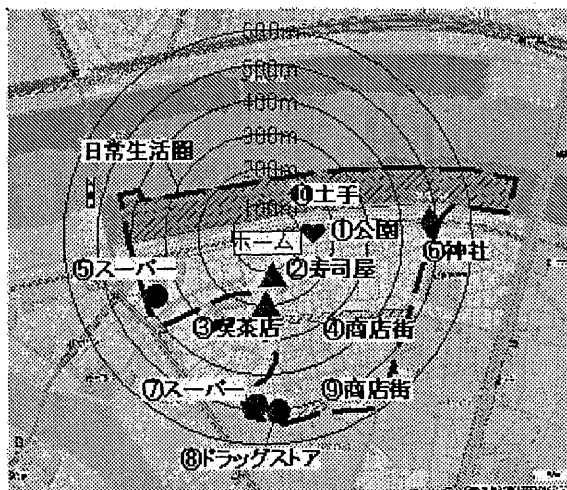 600m
500m
400m
300m
200m
100m
日常生活圏
⑩土手
ホーム
①公園
⑥神社
②寿司屋
⑤スーパー
③喫茶店
④商店街
⑦スーパー
⑨商店街
⑧ドラッグストア